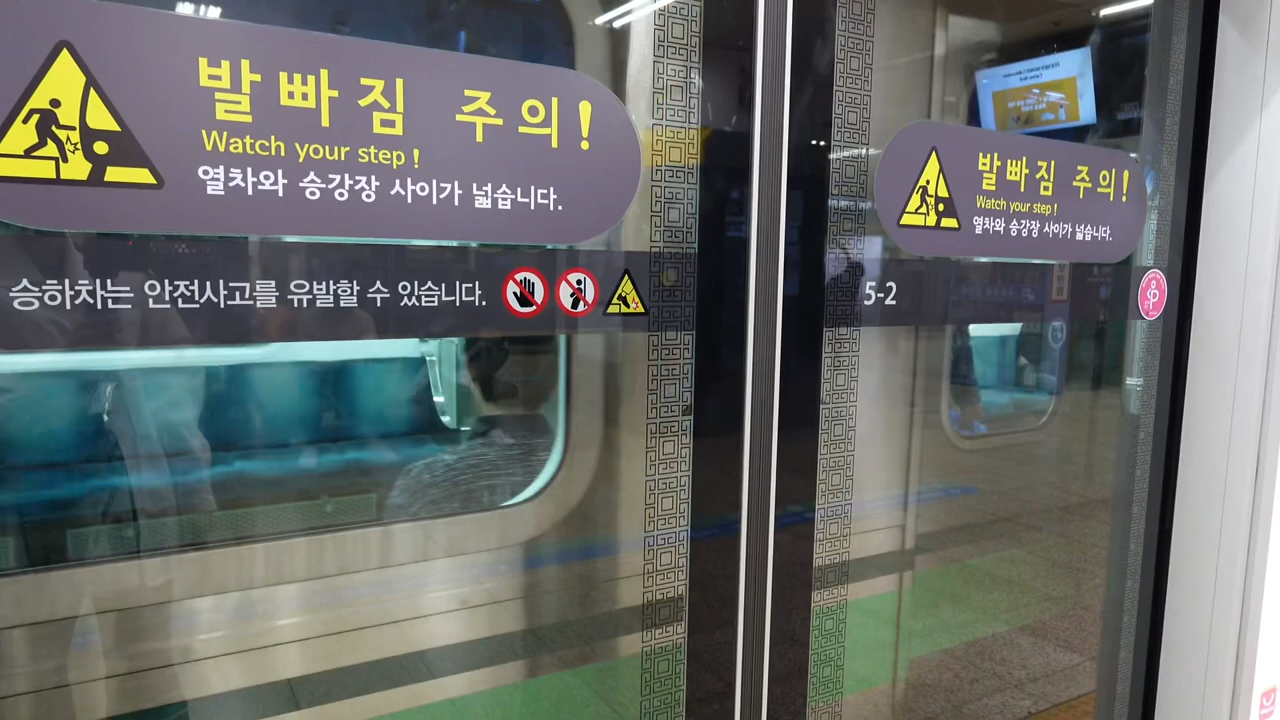 발빠짐 주의!
Watch your step!
열차와 승강장 사이가 넓습니다.
승하차는 안전사고를 유발할 수 있습니다.
발빠짐 주의!
Watch your step!
열차와 승강장 사이가 넓습니다.
5-2